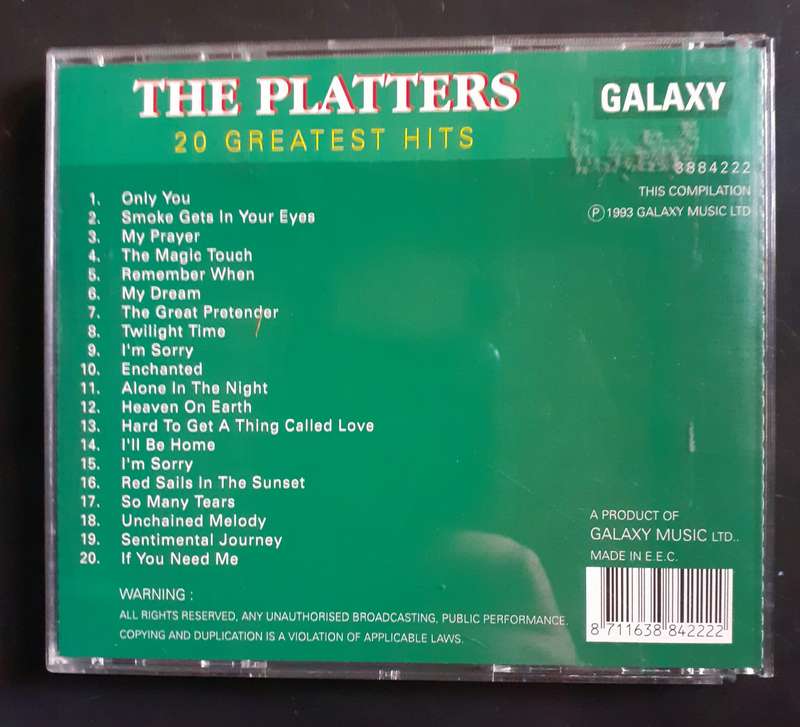 THE PLATTERS
20 GREATEST HITS
GALAXY
3884222
THIS COMPILATION
Ⓟ 1993 GALAXY MUSIC LTD
1. Only You
2. Smoke Gets In Your Eyes
3. My Prayer
4. The Magic Touch
5. Remember When
6. My Dream
7. The Great Pretender
8. Twilight Time
9. I'm Sorry
10. Enchanted
11. Alone In The Night
12. Heaven On Earth
13. Hard To Get A Thing Called Love
14. I'll Be Home
15. I'm Sorry
16. Red Sails In The Sunset
17. So Many Tears
18. Unchained Melody
19. Sentimental Journey
20. If You Need Me
WARNING :
ALL RIGHTS RESERVED, ANY UNAUTHORISED BROADCASTING, PUBLIC PERFORMANCE.
COPYING AND DUPLICATION IS A VIOLATION OF APPLICABLE LAWS.
A PRODUCT OF
GALAXY MUSIC LTD..
MADE IN E.E.C.
8 711638 842222